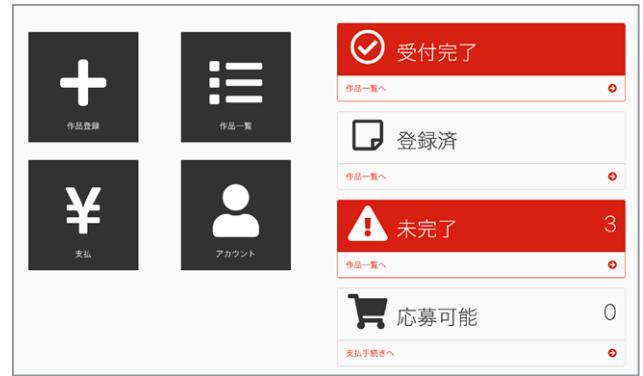 作品登録
作品一覧
¥
支払
アカウント
受付完了
作品一覧へ
登録済
作品一覧へ
未完了 3
作品一覧へ
応募可能 0
支払手続きへ